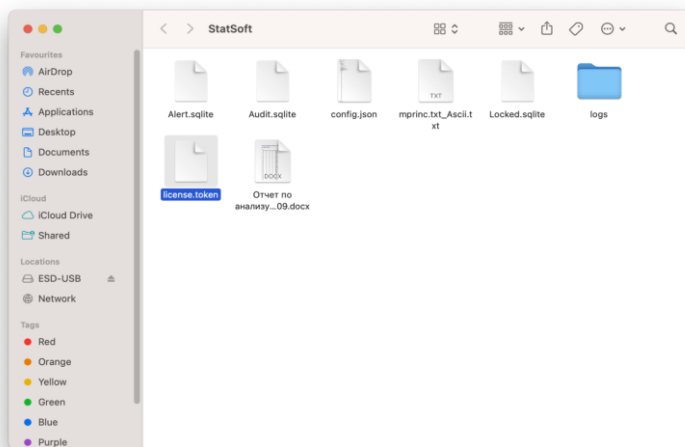 StatSoft
Favourites
AirDrop
Recents
Applications
Desktop
Documents
Downloads
iCloud
iCloud Drive
Shared
Locations
ESD-USB
Network
Tags
Red
Orange
Yellow
Green
Blue
Purple
Alert.sqlite
Audit.sqlite
config.json
TXT
mprinc.txt_Ascii.t
xt
Locked.sqlite
logs
license.token
DOCX
Отчет по
анализу...09.docx